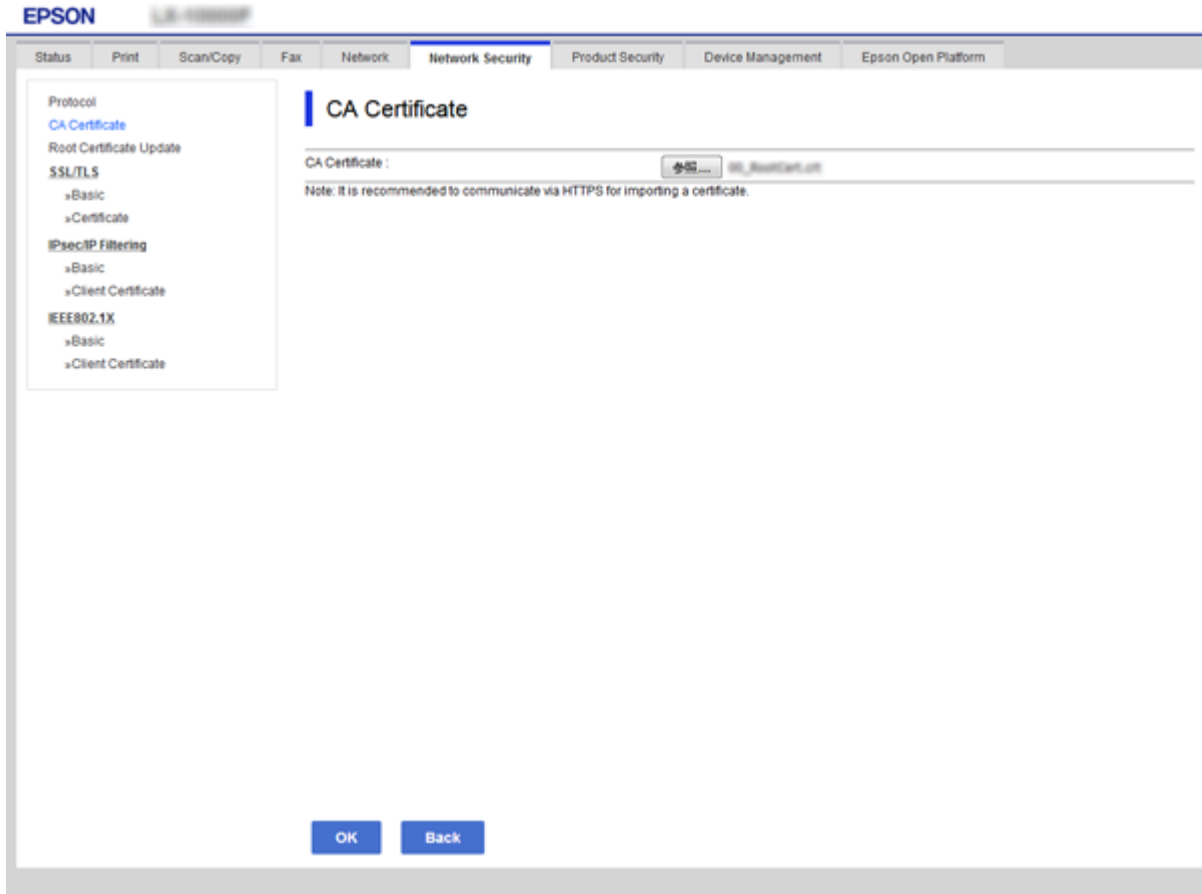 EPSON
Status Print Scan/Copy Fax Network Network Security Product Security Device Management Epson Open Platform
Protocol
CA Certificate
Root Certificate Update
SSL/TLS
»Basic
»Certificate
IPsec/IP Filtering
»Basic
»Client Certificate
IEEE802.1X
»Basic
»Client Certificate
CA Certificate
CA Certificate : 参照...
Note: It is recommended to communicate via HTTPS for importing a certificate.
OK Back